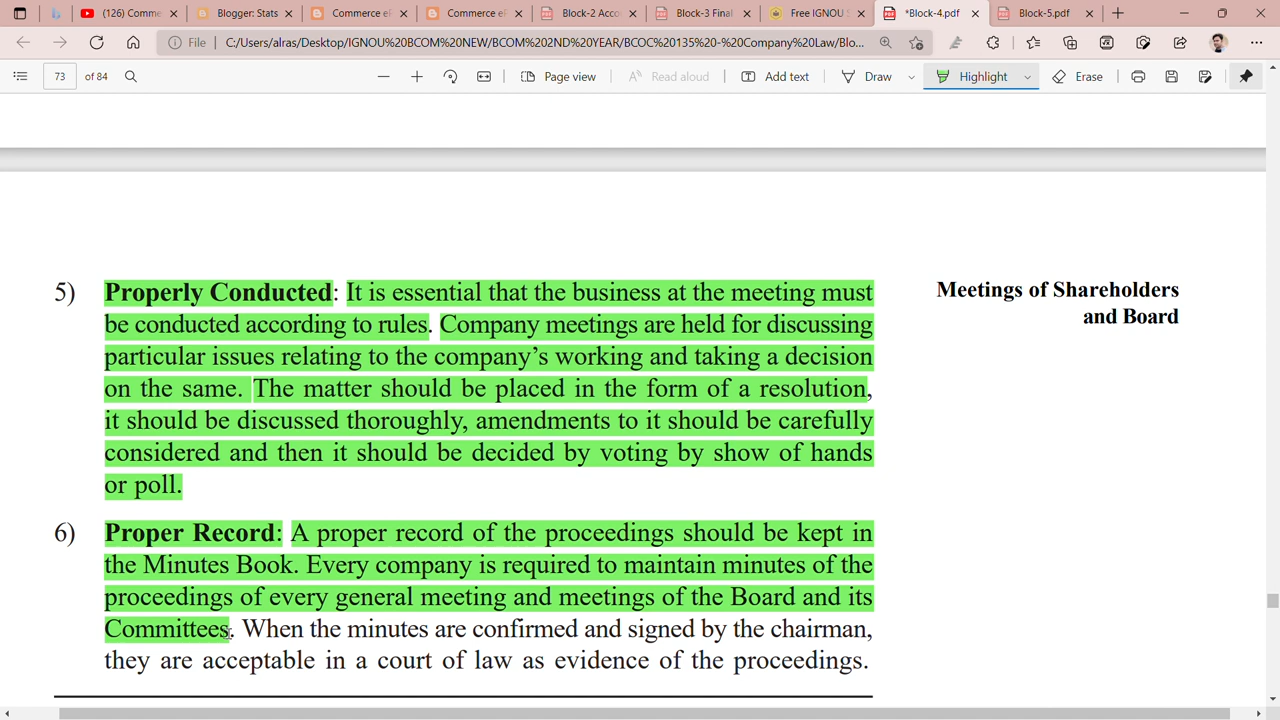 (126) Comme
Blogger: Stats
Commerce eF
Commerce eF
Block-2 Acco
Block-3 Final
Free IGNOU S
*Block-4.pdf
Block-5.pdf
File
C:/Users/alras/Desktop/IGNOU%20BCOM%20NEW/BCOM%202ND%20YEAR/BCOC%20135%20-%20Company%20Law/Blo...
73 of 84
Page view
Read aloud
Add text
Draw
Highlight
Erase
5) Properly Conducted: It is essential that the business at the meeting must
be conducted according to rules. Company meetings are held for discussing
particular issues relating to the company's working and taking a decision
on the same. The matter should be placed in the form of a resolution,
it should be discussed thoroughly, amendments to it should be carefully
considered and then it should be decided by voting by show of hands
or poll.
Meetings of Shareholders
and Board
6) Proper Record: A proper record of the proceedings should be kept in
the Minutes Book. Every company is required to maintain minutes of the
proceedings of every general meeting and meetings of the Board and its
Committees. When the minutes are confirmed and signed by the chairman,
they are acceptable in a court of law as evidence of the proceedings.